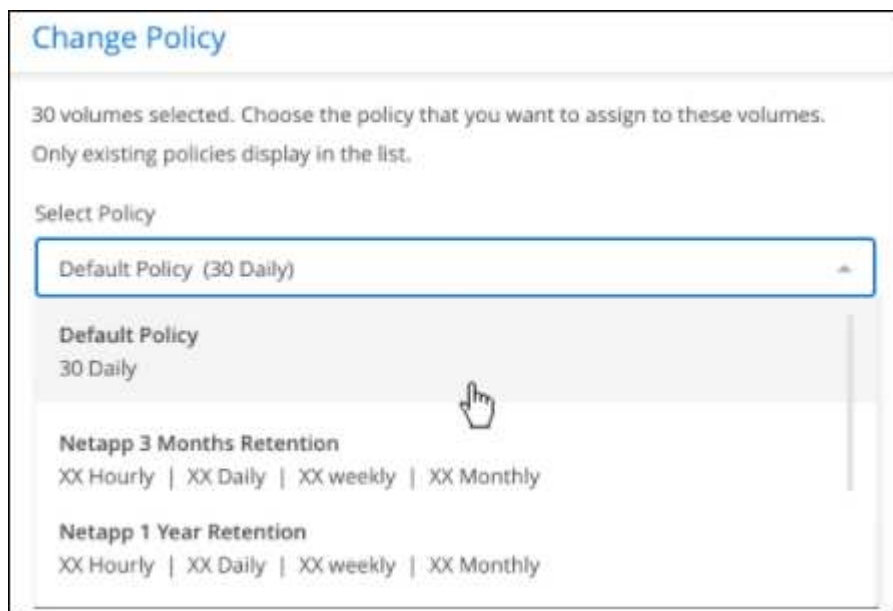 Change Policy
30 volumes selected. Choose the policy that you want to assign to these volumes.
Only existing policies display in the list.
Select Policy
Default Policy (30 Daily)
Default Policy
30 Daily
Netapp 3 Months Retention
XX Hourly | XX Daily | XX weekly | XX Monthly
Netapp 1 Year Retention
XX Hourly | XX Daily | XX weekly | XX Monthly